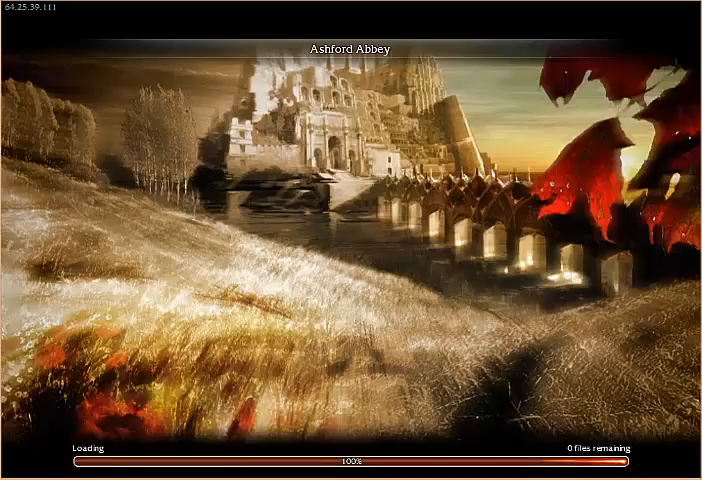 64.25.39.111
Ashford Abbey
Loading
0 files remaining
100%